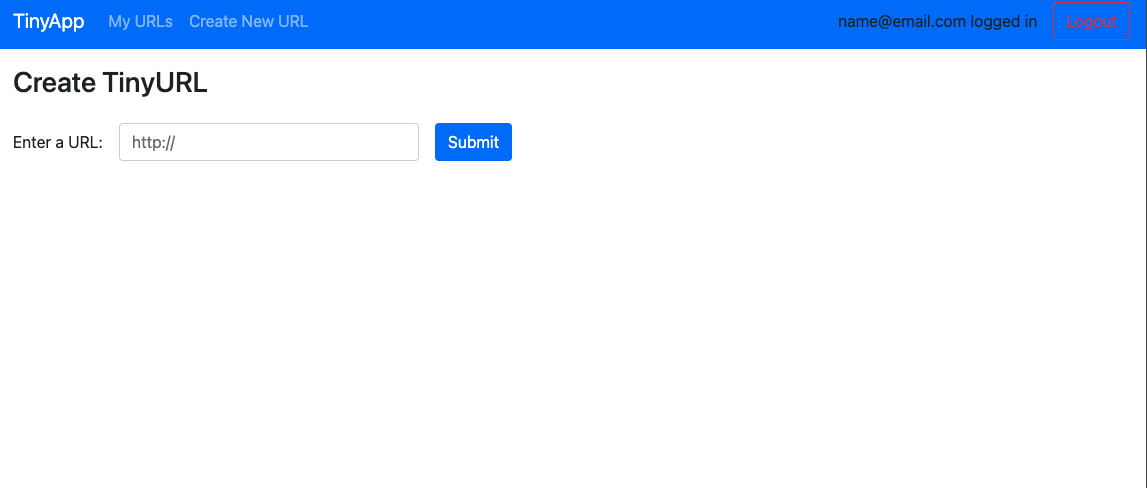 TinyApp My URLs Create New URL name@email.com logged in Logout
Create TinyURL
Enter a URL: http:// Submit